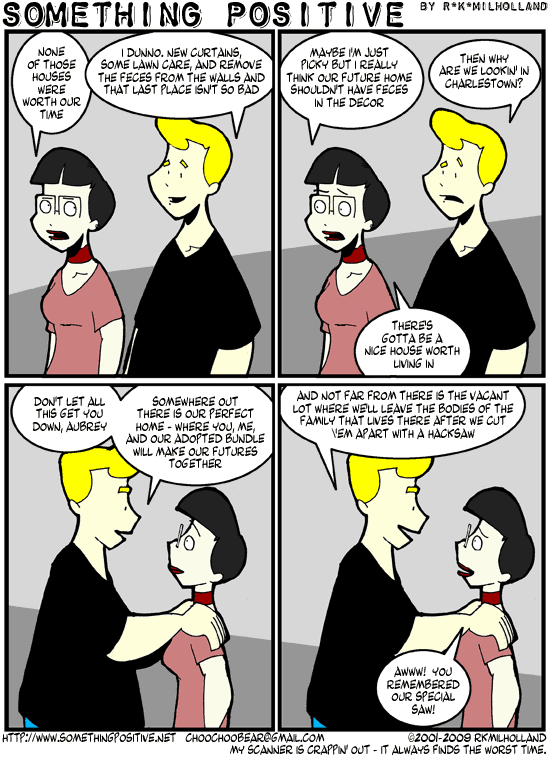 SOMETHING POSITIVE BY R*K*MILHOLLAND
NONE
OF THOSE
HOUSES
WERE
WORTH OUR
TIME
I DUNNO. NEW CURTAINS,
SOME LAWN CARE, AND REMOVE
THE FECES FROM THE WALLS AND
THAT LAST PLACE ISN'T SO BAD
MAYBE I'M JUST
PICKY BUT I REALLY
THINK OUR FUTURE HOME
SHOULDN'T HAVE FECES
IN THE DECOR
THEN WHY
ARE WE LOOKIN' IN
CHARLESTOWN?
THERE'S
GOTTA BE A
NICE HOUSE WORTH
LIVING IN
DON'T LET ALL
THIS GET YOU
DOWN, AUBREY
SOMEWHERE OUT
THERE IS OUR PERFECT
HOME - WHERE YOU, ME,
AND OUR ADOPTED BUNDLE
WILL MAKE OUR FUTURES
TOGETHER
AND NOT FAR FROM THERE IS THE VACANT
LOT WHERE WE'LL LEAVE THE BODIES OF THE
FAMILY THAT LIVES THERE AFTER WE CUT
'EM APART WITH A HACKSAW
AWWW! YOU
REMEMBERED
OUR SPECIAL
SAW!
HTTP://WWW.SOMETHINGPOSITIVE.NET CHOOCHOOBEAR@GMAIL.COM ©2001-2009 RKMILHOLLAND
MY SCANNER IS CRAPPIN' OUT - IT ALWAYS FINDS THE WORST TIME.